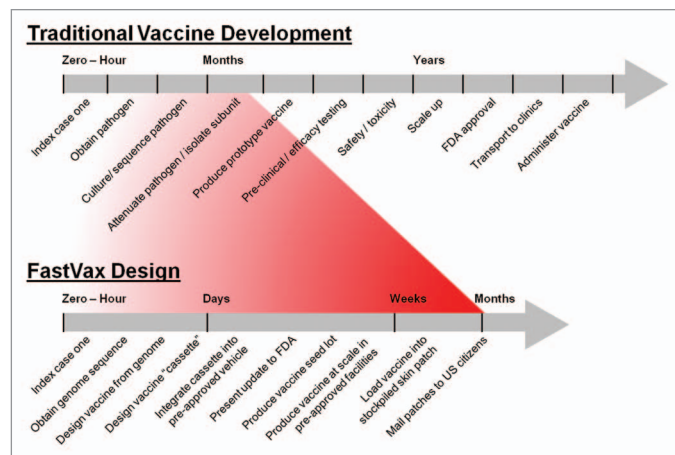 Traditional Vaccine Development
Zero – Hour Months Years
Index case one
Obtain pathogen
Culture/ sequence pathogen
Attenuate pathogen / isolate subunit
Produce prototype vaccine
Pre-clinical / efficacy testing
Safety / toxicity
Scale up
FDA approval
Transport to clinics
Administer vaccine
FastVax Design
Zero – Hour Days Weeks Months
Index case one
Obtain genome sequence
Design vaccine from genome
Design vaccine “cassette”
Integrate cassette into
pre-approved vehicle
Present update to FDA
Produce vaccine seed lot
Produce vaccine at scale in
pre-approved facilities
Load vaccine into
stockpiled skin patch
Mail patches to US citizens